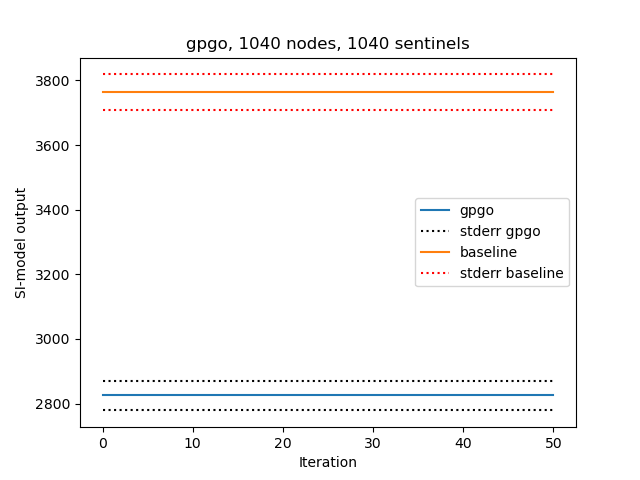 gpgo, 1040 nodes, 1040 sentinels
SI-model output
3800
3600
3400
3200
3000
2800
gpgo
stderr gpgo
baseline
stderr baseline
0 10 20 30 40 50
Iteration